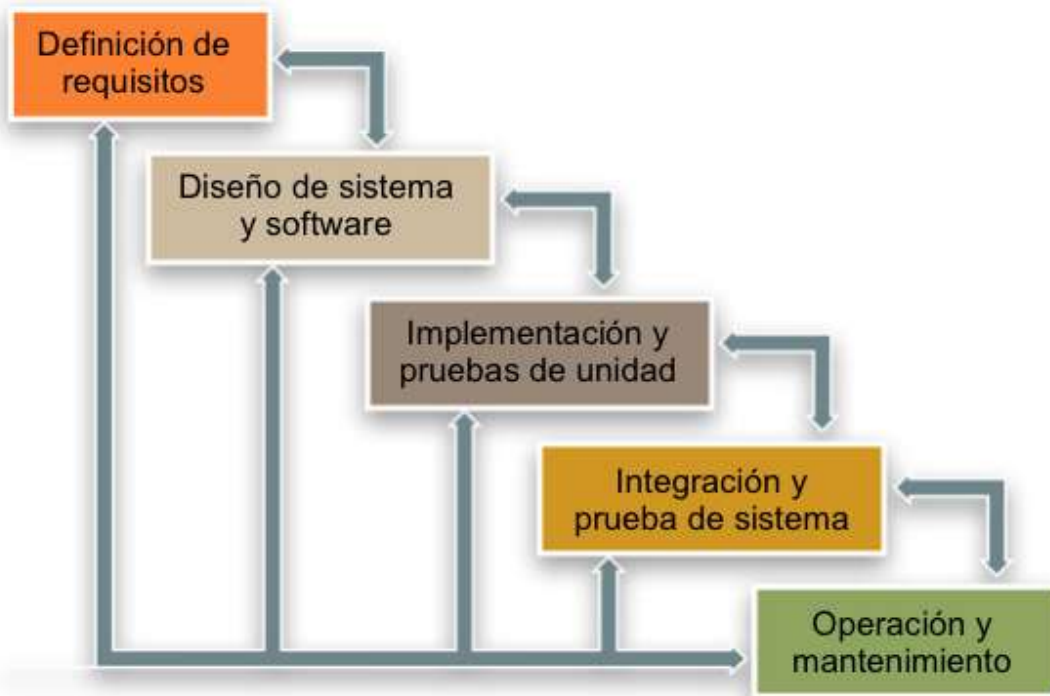 Definición de
requisitos
Diseño de sistema
y software
Implementación y
pruebas de unidad
Integración y
prueba de sistema
Operación y
mantenimiento